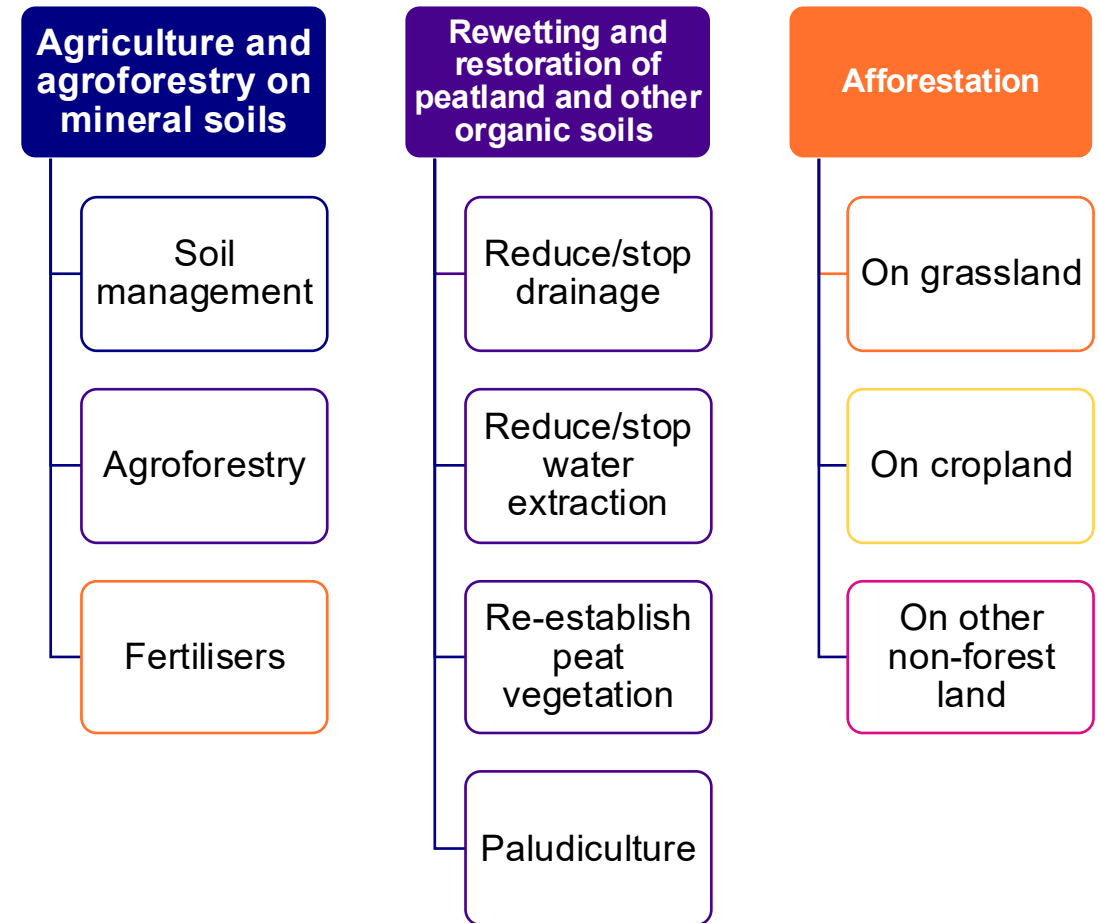 Agriculture and
agroforestry on
mineral soils
Soil
management
Agroforestry
Fertilisers
Rewetting and
restoration of
peatland and other
organic soils
Reduce/stop
drainage
Reduce/stop
water
extraction
Re-establish
peat
vegetation
Paludiculture
Afforestation
On grassland
On cropland
On other
non-forest
land